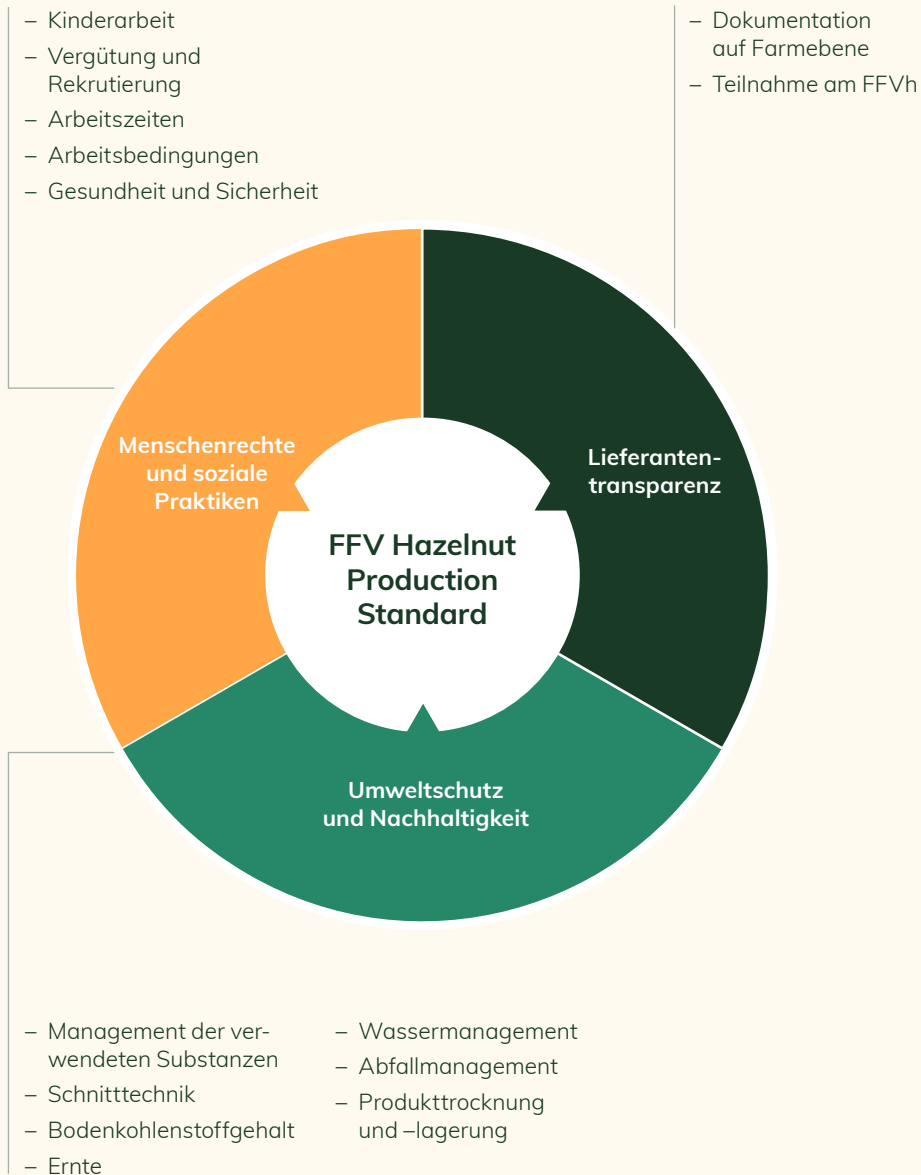 – Kinderarbeit
– Vergütung und
Rekrutierung
– Arbeitszeiten
– Arbeitsbedingungen
– Gesundheit und Sicherheit
– Dokumentation
auf Farmebene
– Teilnahme am FFVh
Menschenrechte
und soziale
Praktiken
Lieferanten-
transparenz
FFV Hazelnut
Production
Standard
Umweltschutz
und Nachhaltigkeit
– Management der ver-
wendeten Substanzen
– Schnitttechnik
– Bodenkohlenstoffgehalt
– Ernte
– Wassermanagement
– Abfallmanagement
– Produkttrocknung
und –lagerung